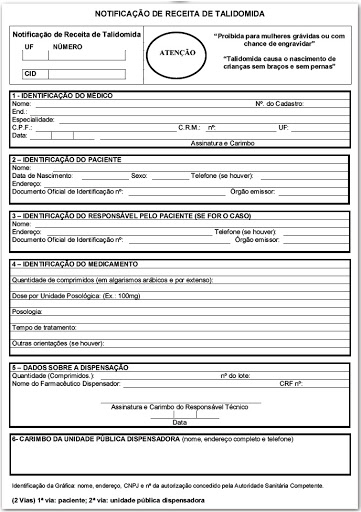 NOTIFICAÇÃO DE RECEITA DE TALIDOMIDA
Notificação de Receita de Talidomida
UF NÚMERO
CID
ATENÇÃO
"Proibida para mulheres grávidas ou com
chance de engravidar"
"Talidomida causa o nascimento de
crianças sem braços e sem pernas"
1 - IDENTIFICAÇÃO DO MÉDICO
Nome: Nº. do Cadastro:
End.:
Especialidade:
C.P.F.: C.R.M.: nº: UF:
Data:
Assinatura e Carimbo
2 – IDENTIFICAÇÃO DO PACIENTE
Nome:
Data de Nascimento: Sexo: Telefone (se houver):
Endereço:
Documento Oficial de Identificação nº: Órgão emissor:
3 – IDENTIFICAÇÃO DO RESPONSÁVEL PELO PACIENTE (SE FOR O CASO)
Nome:
Endereço: Telefone (se houver):
Documento Oficial de Identificação nº: Órgão emissor:
4 – IDENTIFICAÇÃO DO MEDICAMENTO
Quantidade de comprimidos (em algarismos arábicos e por extenso):
Dose por Unidade Posológica: (Ex.: 100mg)
Posologia:
Tempo de tratamento:
Outras orientações (se houver):
5 – DADOS SOBRE A DISPENSAÇÃO
Quantidade (Comprimidos.): nº do lote:
Nome do Farmacêutico Dispensador: CRF nº:
Assinatura e Carimbo do Responsável Técnico
Data
6- CARIMBO DA UNIDADE PÚBLICA DISPENSADORA (nome, endereço completo e telefone)
Identificação da Gráfica: nome, endereço, CNPJ e nº da autorização concedido pela Autoridade Sanitária Competente.
(2 Vias) 1ª via: paciente; 2ª via: unidade pública dispensadora